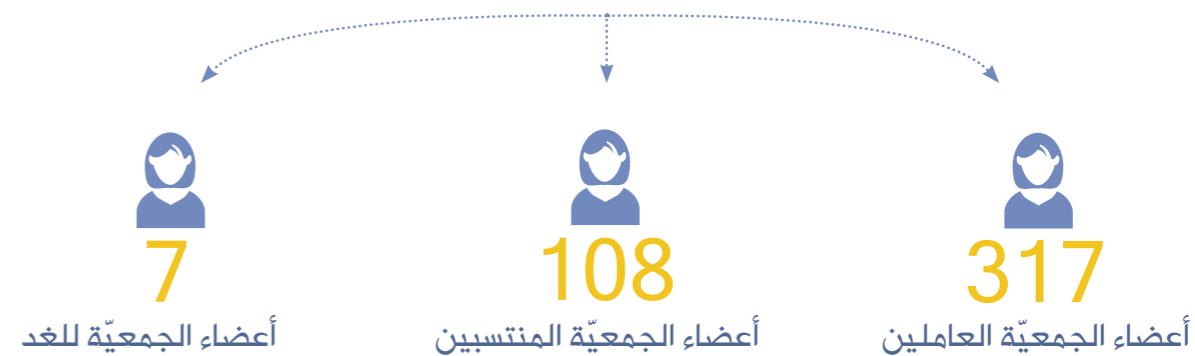 317
أعضاء الجمعيّة العاملين
108
أعضاء الجمعيّة المنتسبين
7
أعضاء الجمعيّة للغد